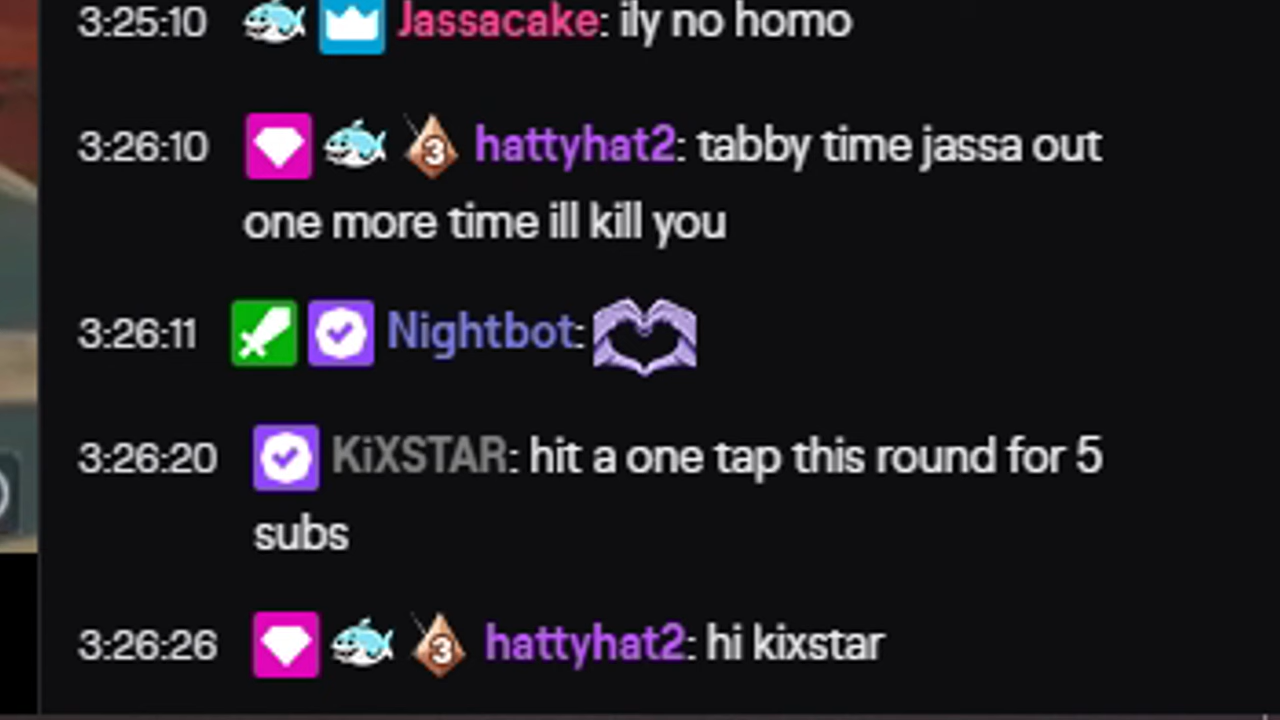 3:25:10 Jassacake: ily no homo
3:26:10 3 hattyhat2: tabby time jassa out
one more time ill kill you
3:26:11 Nightbot:
3:26:20 KiXSTAR: hit a one tap this round for 5
subs
3:26:26 3 hattyhat2: hi kixstar